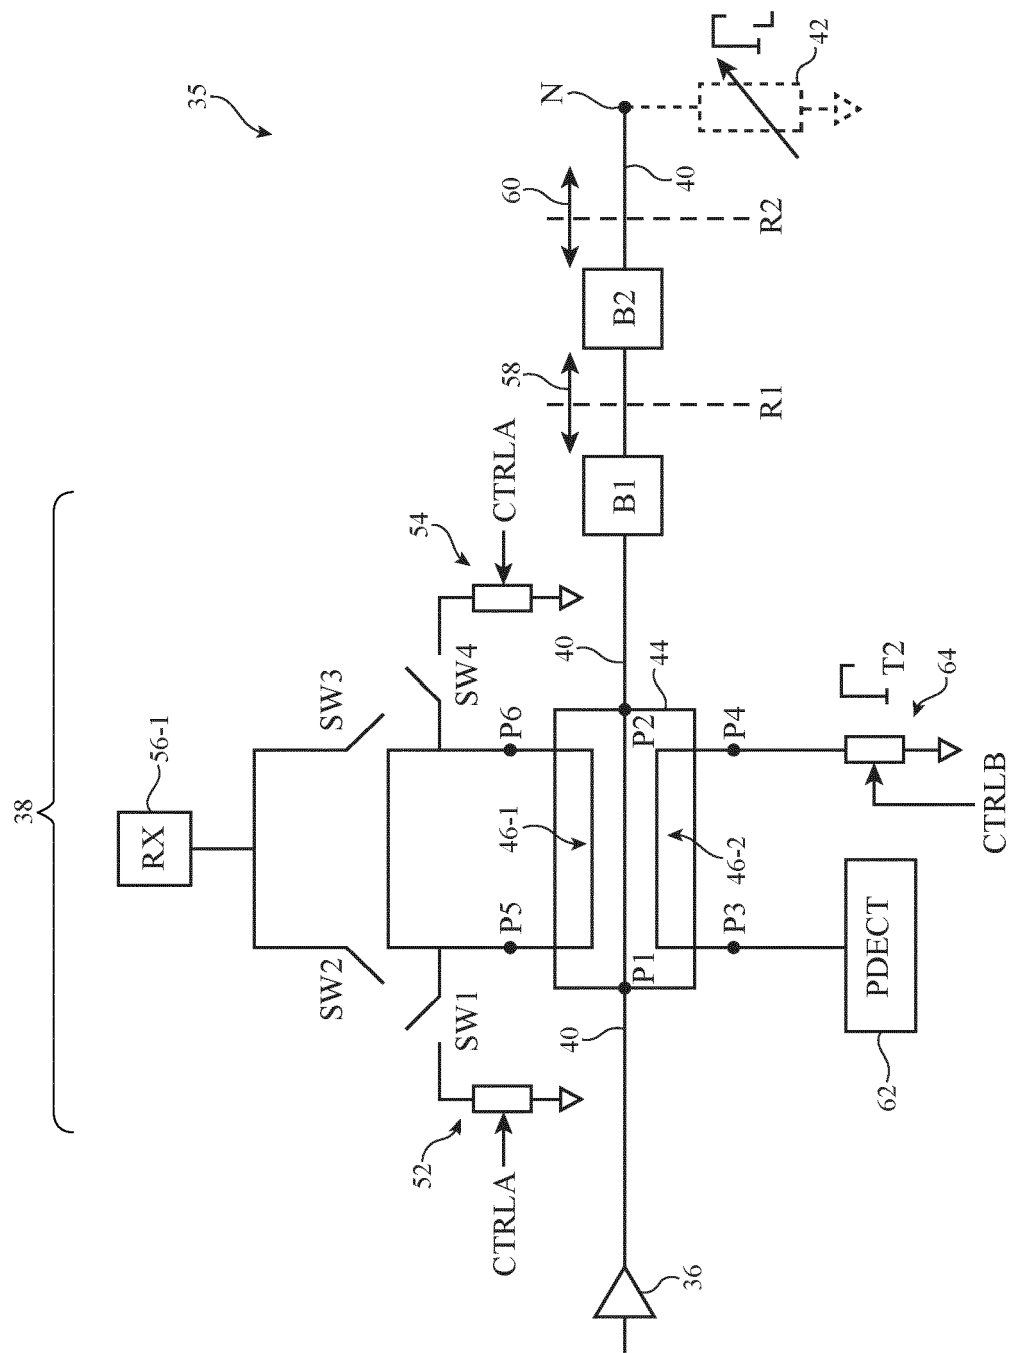 38
56-1
RX
35
SW2
SW3
52
54
SW1
SW4
CTRLA
CTRLA
P5
46-1
P6
58
60
N
40
40
B1
B2
P1
P2
44
40
36
P3
46-2
P4
R1
R2
Γ L
42
PDECT
Γ T2
62
64
CTRLB